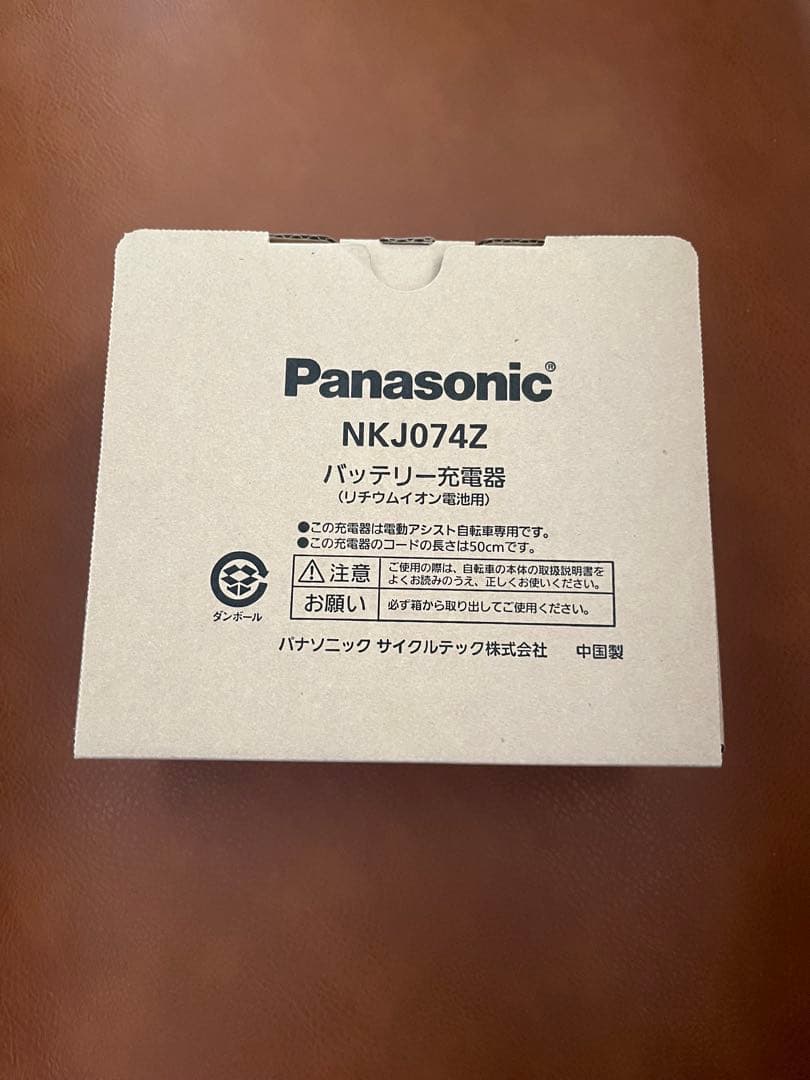 Panasonic®
NKJ074Z
バッテリー充電器
(リチウムイオン電池用)
●この充電器は電動アシスト自転車専用です。
●この充電器のコードの長さは50cmです。
注意
ご使用の際は、自転車の本体の取扱説明書を
よくお読みのうえ、正しくお使いください。
お願い
必ず箱から取り出してご使用ください。
ダンボール
パナソニック サイクルテック株式会社 中国製